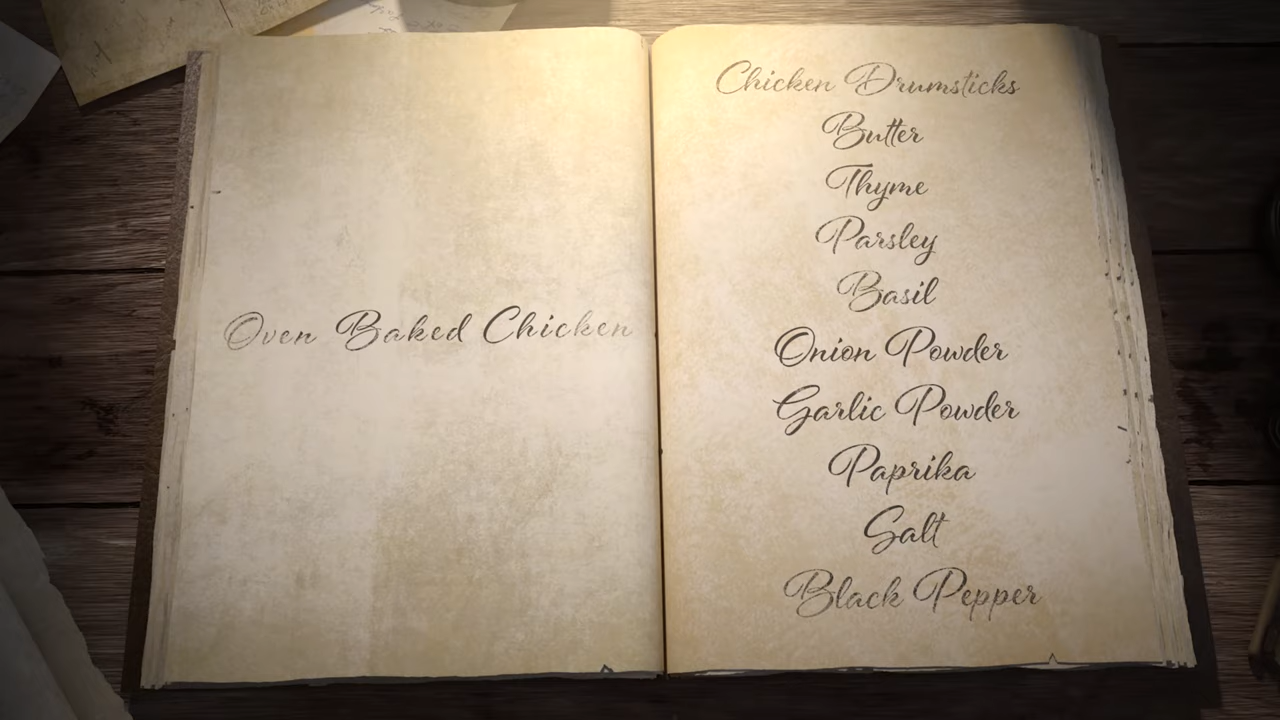 Oven Baked Chicken
Chicken Drumsticks
Butter
Thyme
Parsley
Basil
Onion Powder
Garlic Powder
Paprika
Salt
Black Pepper